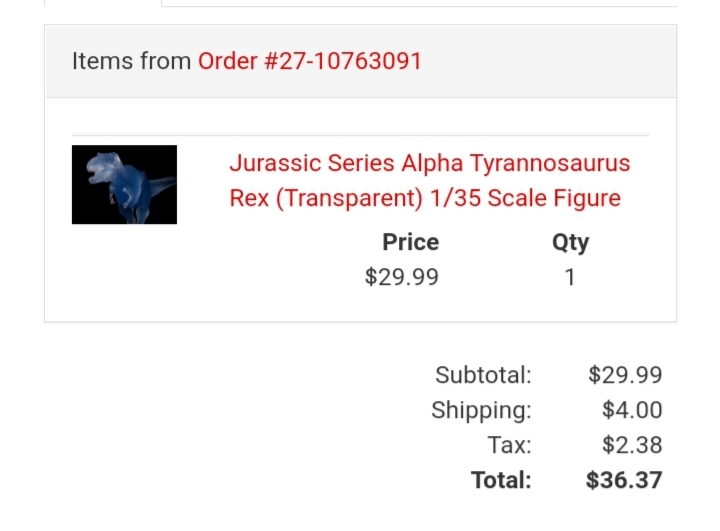 Items from Order #27-10763091
Jurassic Series Alpha Tyrannosaurus
Rex (Transparent) 1/35 Scale Figure
Price Qty
$29.99 1
Subtotal: $29.99
Shipping: $4.00
Tax: $2.38
Total: $36.37